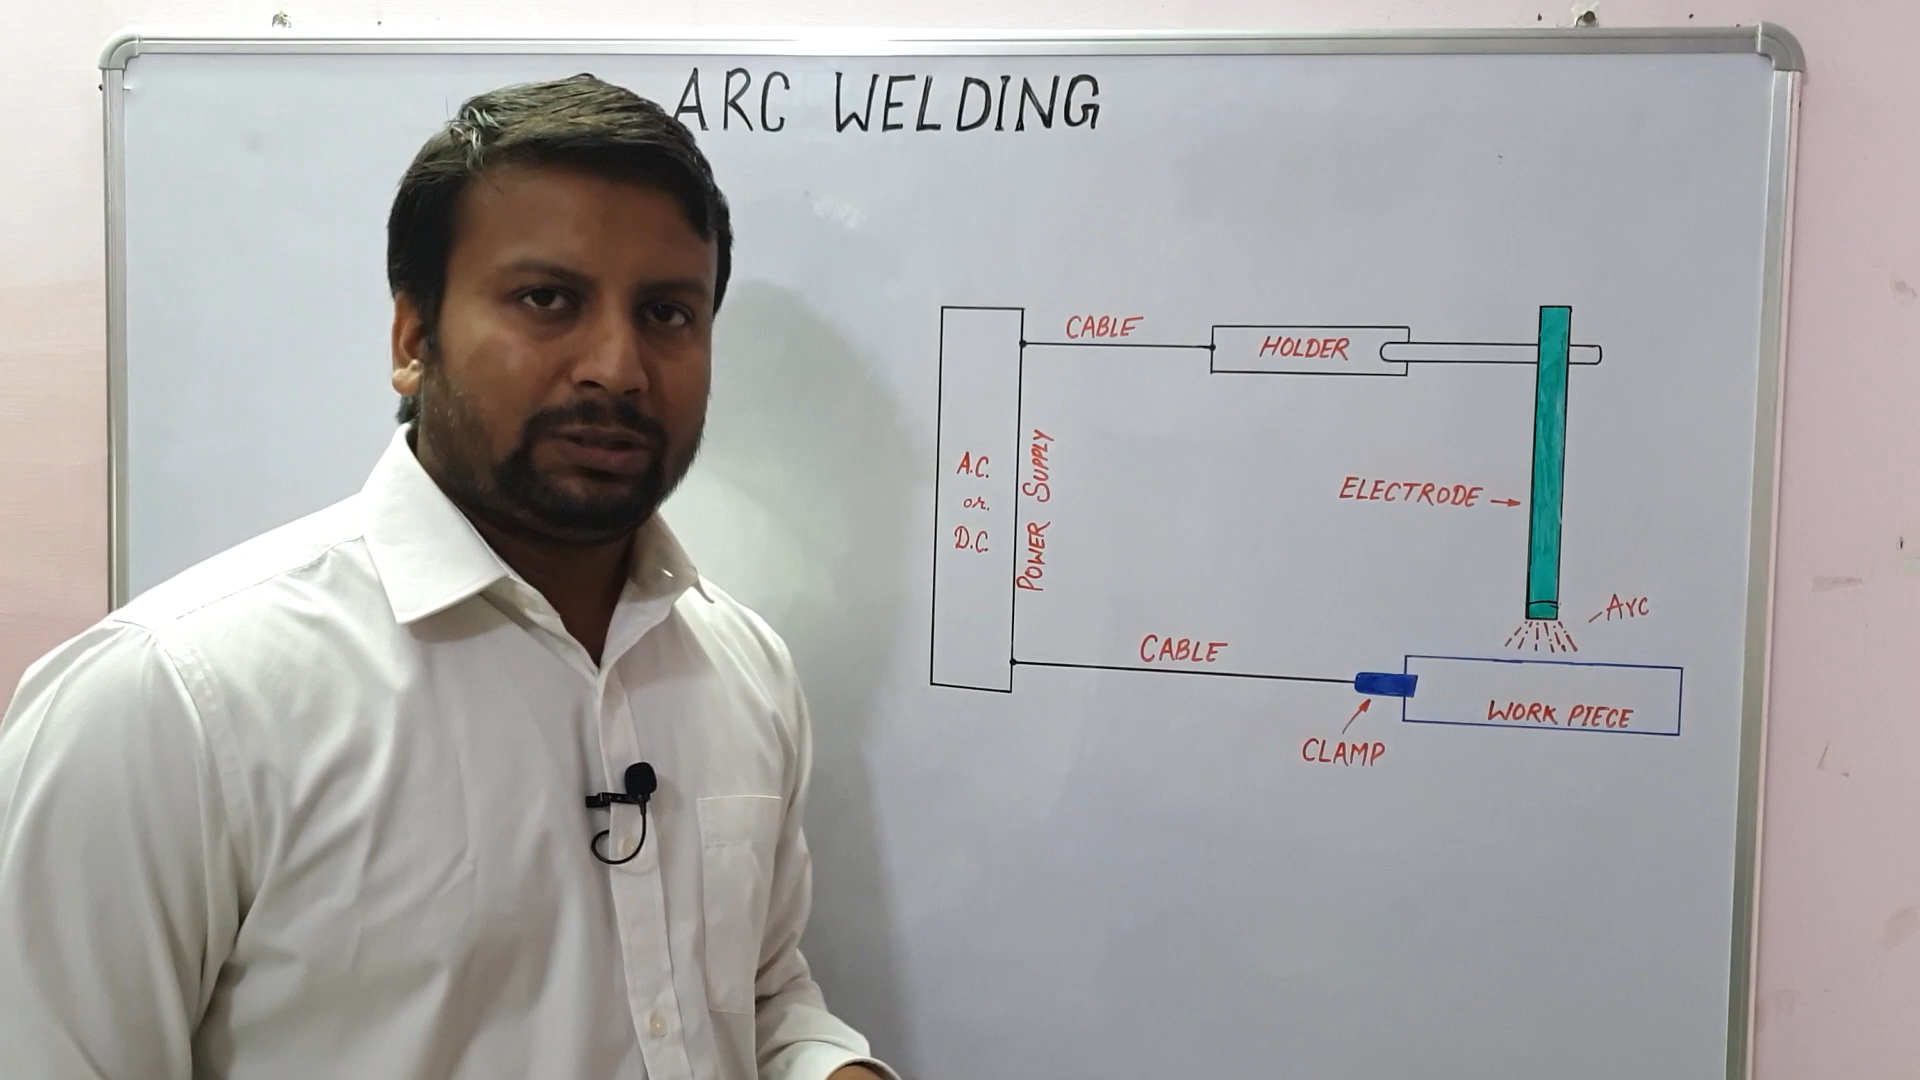 ARC WELDING
CABLE
HOLDER
A.C.
or.
D.C.
POWER SUPPLY
ELECTRODE
Arc
CABLE
WORK PIECE
CLAMP